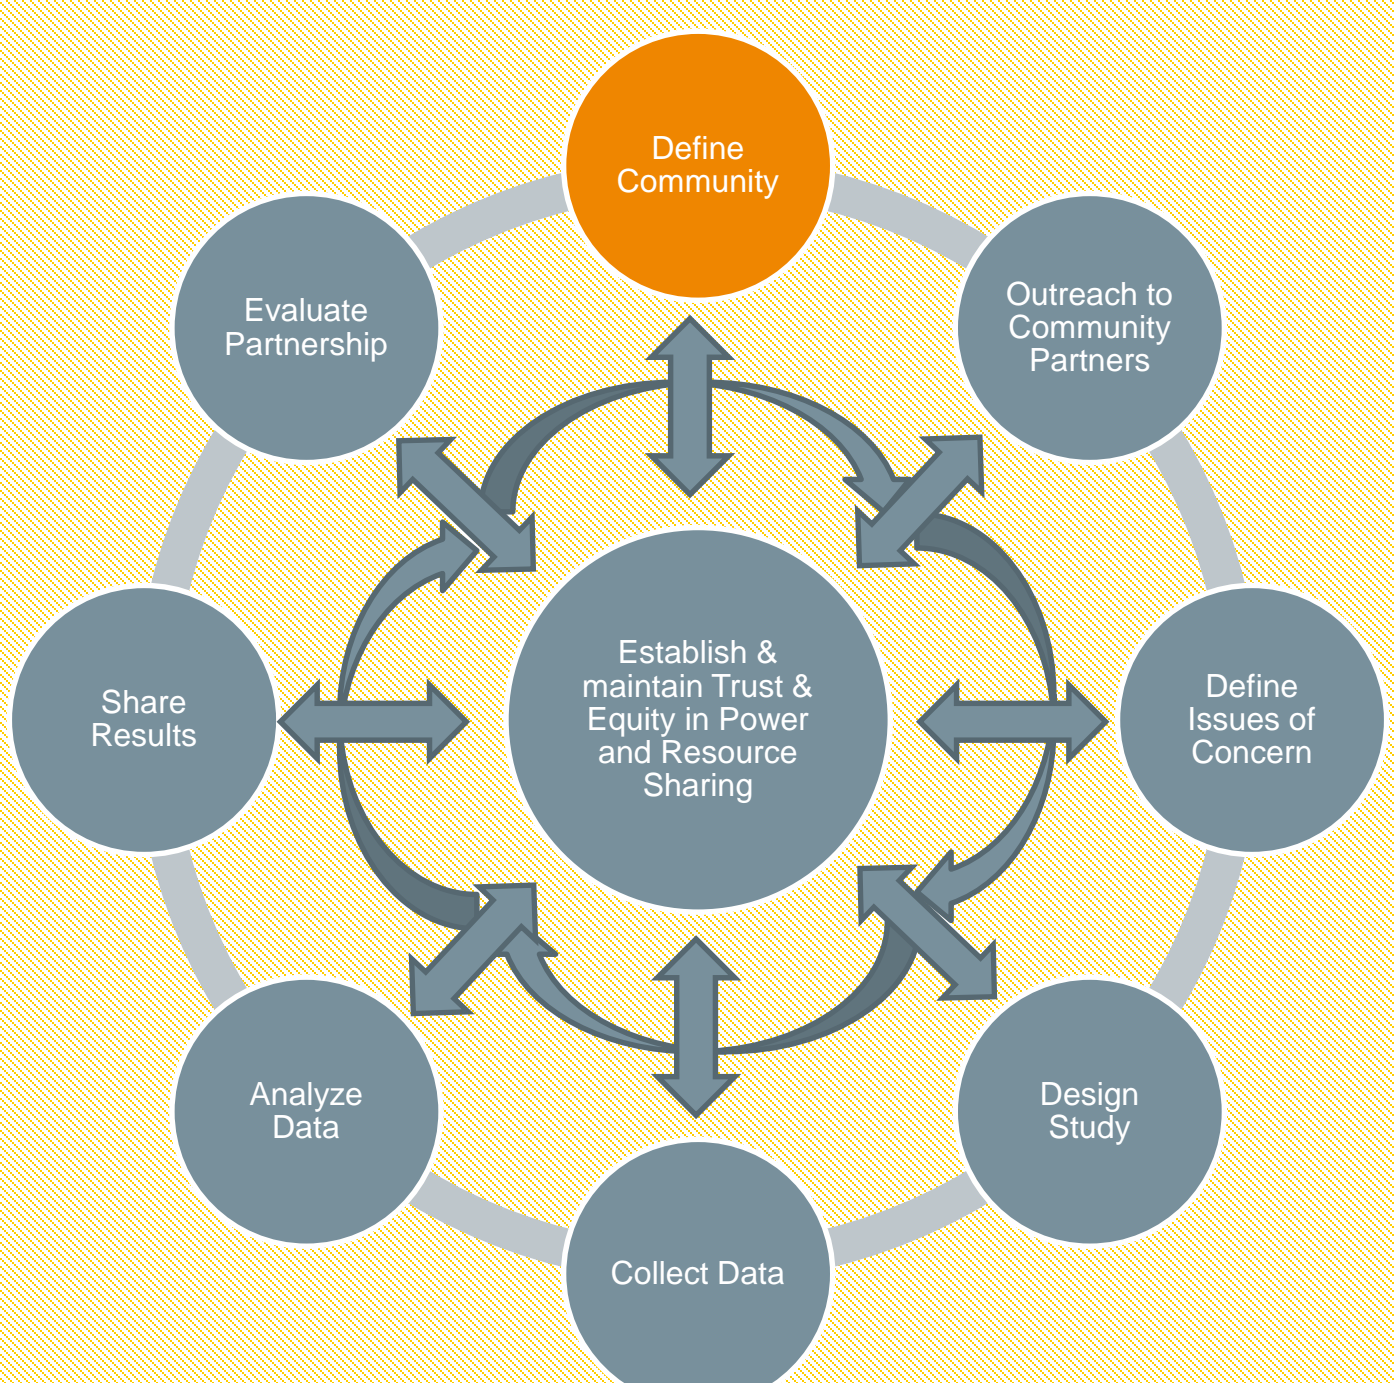 Define
Community
Outreach to
Community
Partners
Define
Issues of
Concern
Design
Study
Collect Data
Analyze
Data
Share
Results
Evaluate
Partnership
Establish &
maintain Trust &
Equity in Power
and Resource
Sharing